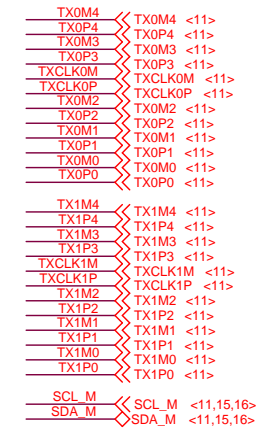 TX0M4 TX0M4 <11>
TX0P4 TX0P4 <11>
TX0M3 TX0M3 <11>
TX0P3 TX0P3 <11>
TXCLK0M TXCLK0M <11>
TXCLK0P TXCLK0P <11>
TX0M2 TX0M2 <11>
TX0P2 TX0P2 <11>
TX0M1 TX0M1 <11>
TX0P1 TX0P1 <11>
TX0M0 TX0M0 <11>
TX0P0 TX0P0 <11>
TX1M4 TX1M4 <11>
TX1P4 TX1P4 <11>
TX1M3 TX1M3 <11>
TX1P3 TX1P3 <11>
TXCLK1M TXCLK1M <11>
TXCLK1P TXCLK1P <11>
TX1M2 TX1M2 <11>
TX1P2 TX1P2 <11>
TX1M1 TX1M1 <11>
TX1P1 TX1P1 <11>
TX1M0 TX1M0 <11>
TX1P0 TX1P0 <11>
SCL_M SCL_M <11,15,16>
SDA_M SDA_M <11,15,16>